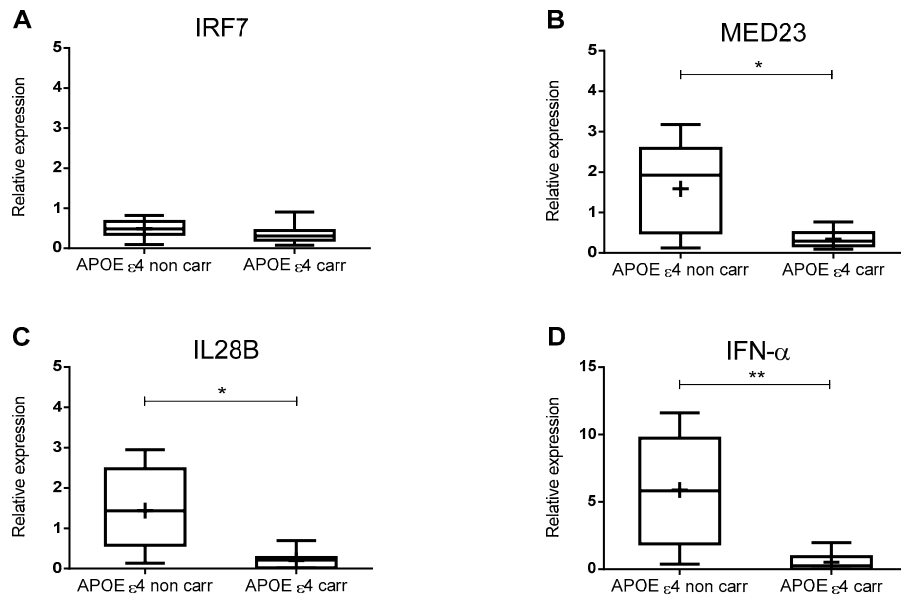 A
IRF7
Relative expression
5
4
3
2
1
0
APOE ε4 non carr APOE ε4 carr
B
MED23
Relative expression
5
4
3
2
1
0
*
APOE ε4 non carr APOE ε4 carr
C
IL28B
Relative expression
5
4
3
2
1
0
*
APOE ε4 non carr APOE ε4 carr
D
IFN-α
Relative expression
15
10
5
0
**
APOE ε4 non carr APOE ε4 carr